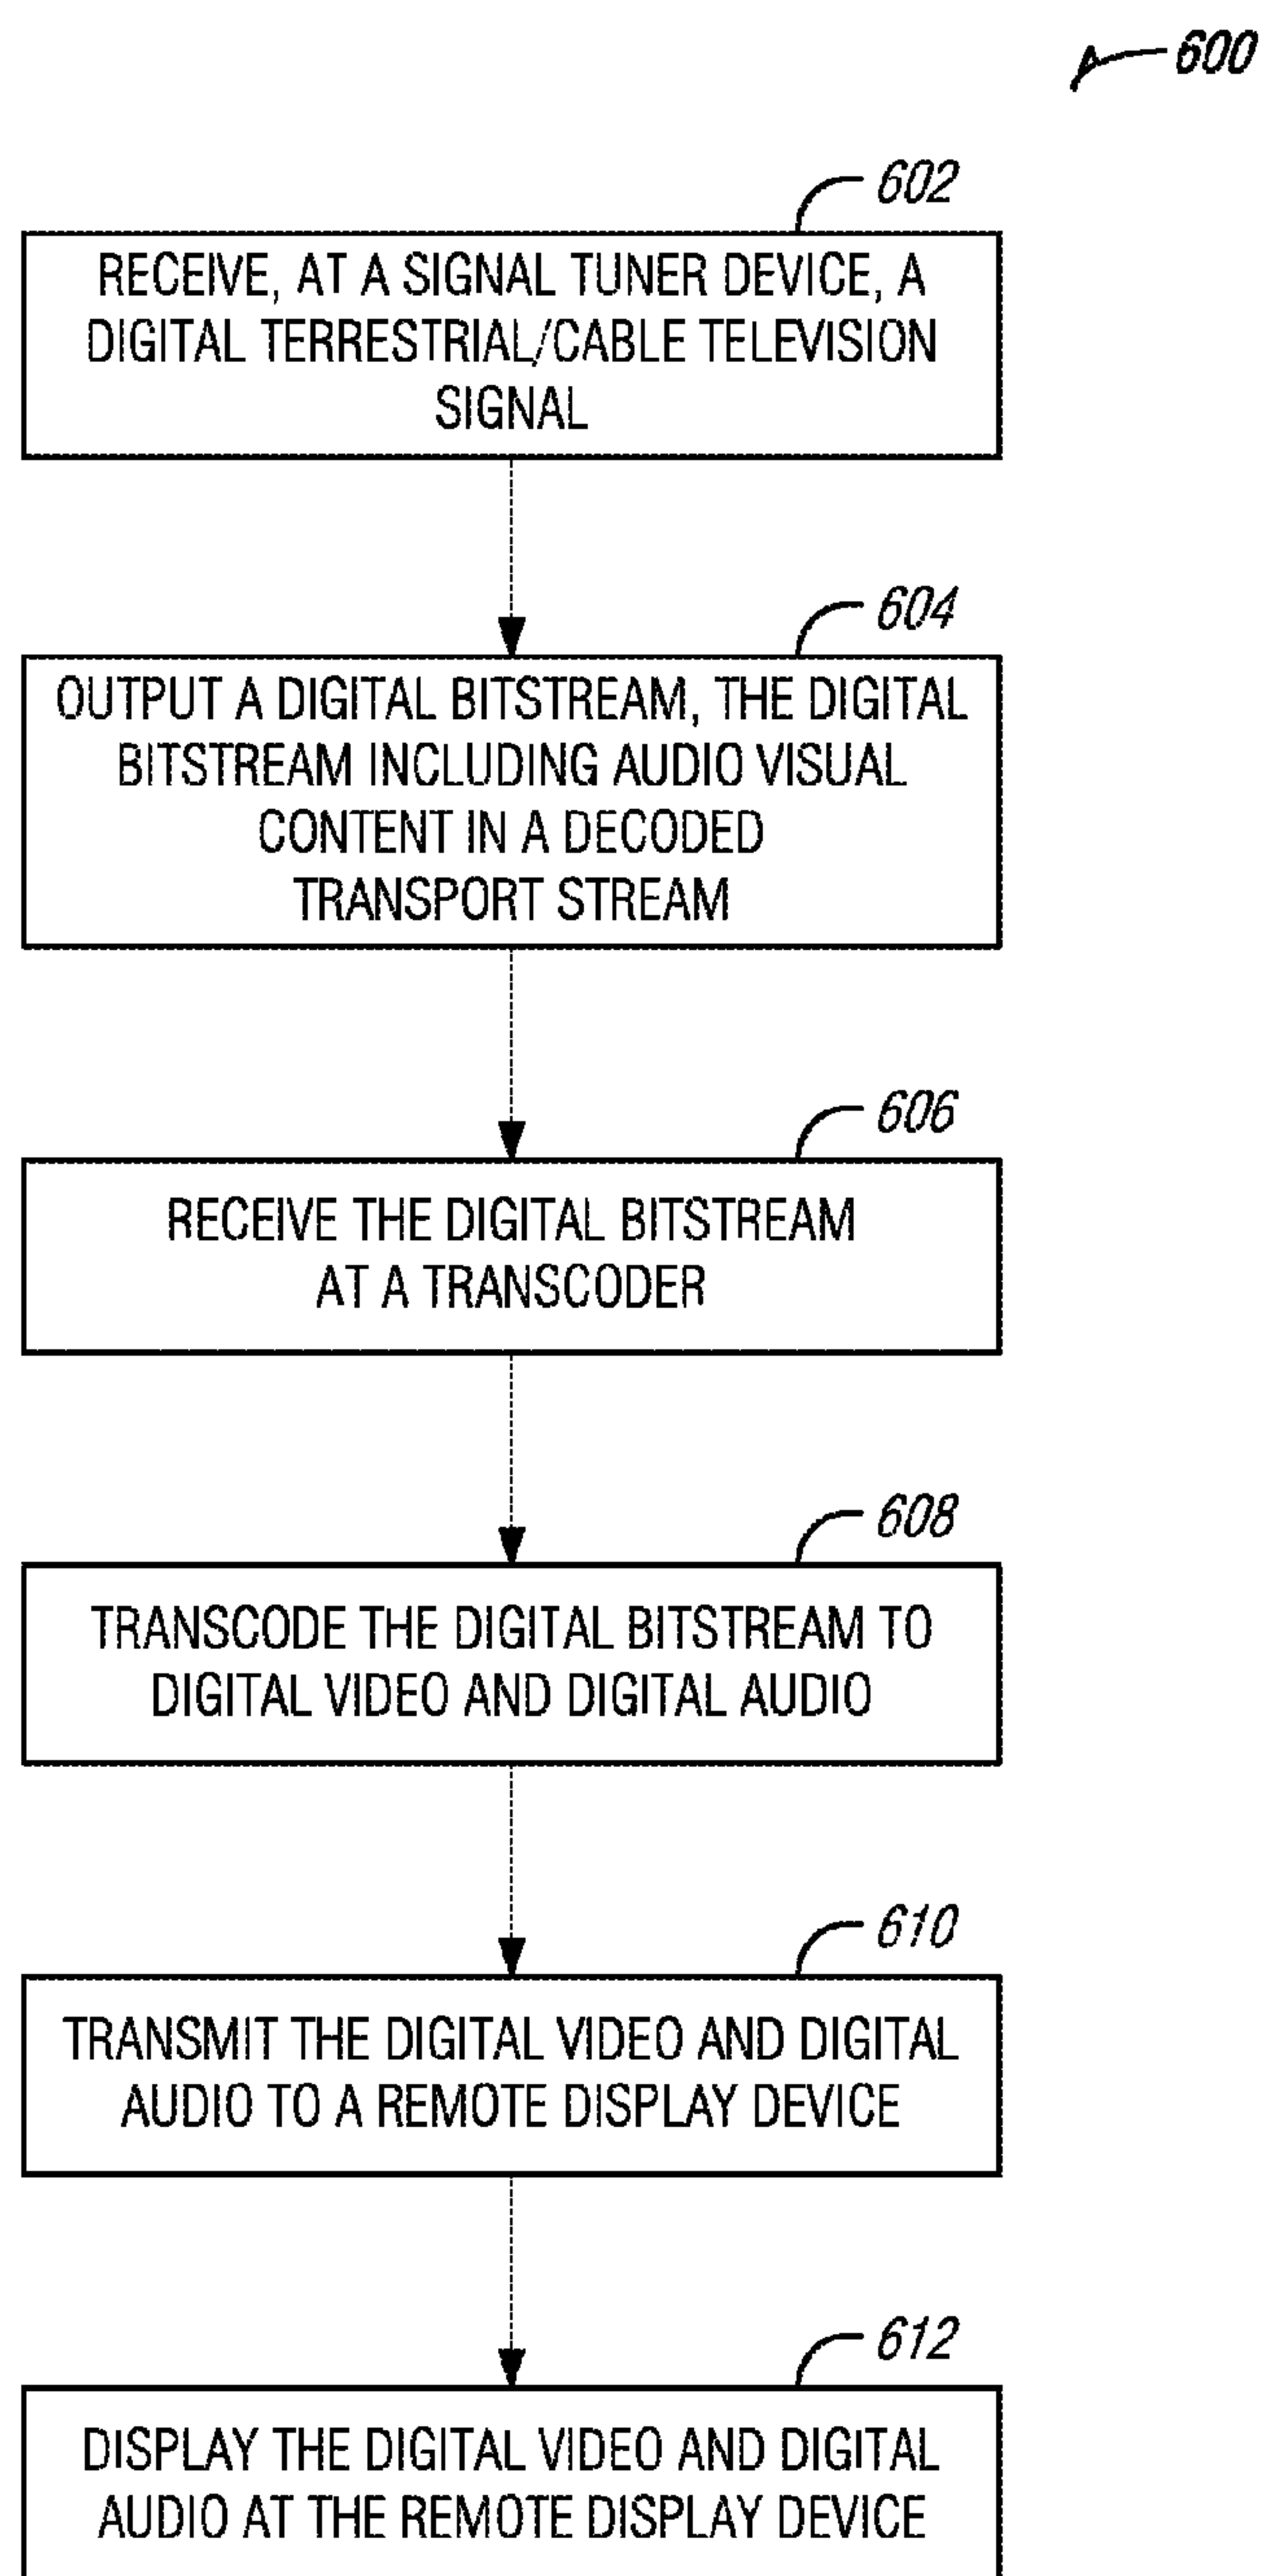 600
602
RECEIVE, AT A SIGNAL TUNER DEVICE, A
DIGITAL TERRESTRIAL/CABLE TELEVISION
SIGNAL
604
OUTPUT A DIGITAL BITSTREAM, THE DIGITAL
BITSTREAM INCLUDING AUDIO VISUAL
CONTENT IN A DECODED
TRANSPORT STREAM
606
RECEIVE THE DIGITAL BITSTREAM
AT A TRANSCODER
608
TRANSCODE THE DIGITAL BITSTREAM TO
DIGITAL VIDEO AND DIGITAL AUDIO
610
TRANSMIT THE DIGITAL VIDEO AND DIGITAL
AUDIO TO A REMOTE DISPLAY DEVICE
612
DISPLAY THE DIGITAL VIDEO AND DIGITAL
AUDIO AT THE REMOTE DISPLAY DEVICE